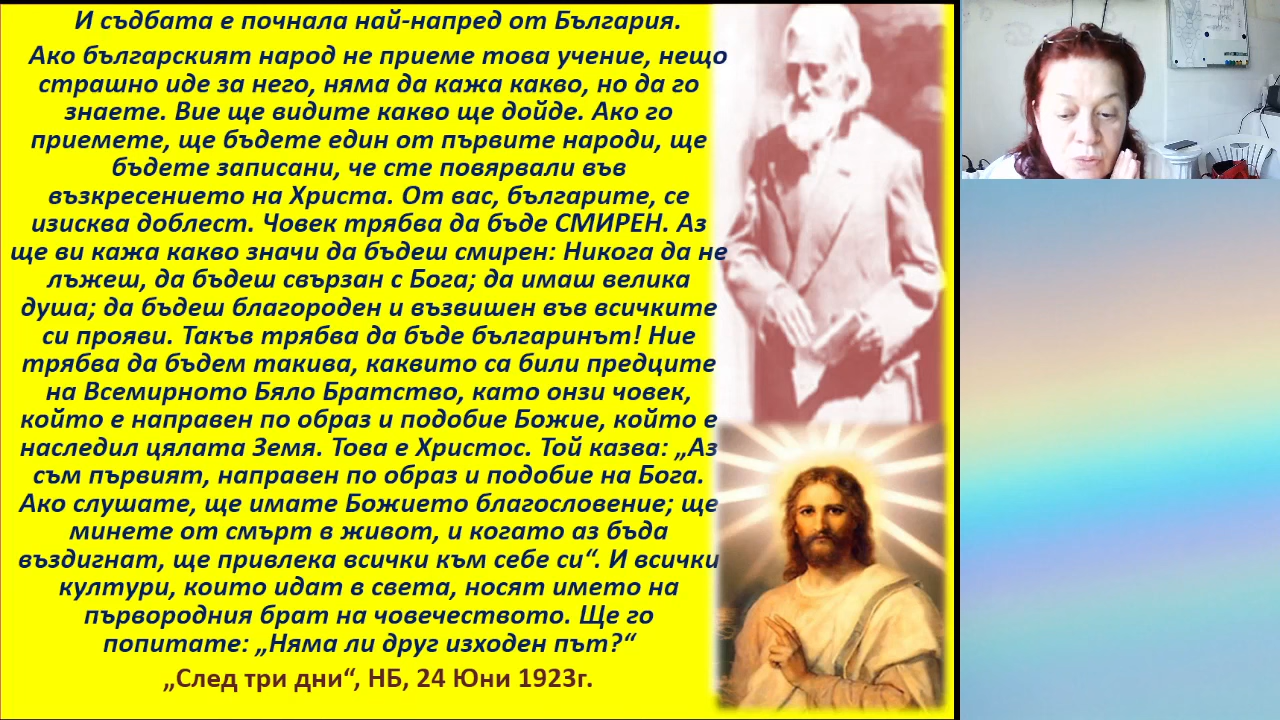 И съдбата е почнала най-напред от България.
Ако българският народ не приеме това учение, нещо
страшно иде за него, няма да кажа какво, но да го
знаете. Вие ще видите какво ще дойде. Ако го
приемете, ще бъдете един от първите народи, ще
бъдете записани, че сте повярвали във
възкресението на Христа. От вас, българите, се
изисква доблест. Човек трябва да бъде СМИРЕН. Аз
ще ви кажа какво значи да бъдеш смирен: Никога да не
лъжеш, да бъдеш свързан с Бога; да имаш велика
душа; да бъдеш благороден и възвишен във всичките
си прояви. Такъв трябва да бъде българинът! Ние
трябва да бъдем такива, каквито са били предците
на Всемирното Бяло Братство, като онзи човек,
който е направен по образ и подобие Божие, който е
наследил цялата Земя. Това е Христос. Той казва: „Аз
съм първият, направен по образ и подобие на Бога.
Ако слушате, ще имате Божието благословение; ще
минете от смърт в живот, и когато аз бъда
въздигнат, ще привлека всички към себе си“. И всички
култури, които идат в света, носят името на
първородния брат на човечеството. Ще го
попитате: „Няма ли друг изходен път?“
„След три дни“, НБ, 24 Юни 1923г.